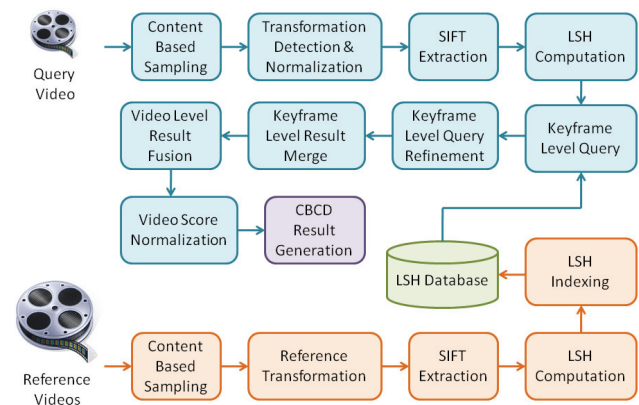 Query
Video
Content
Based
Sampling
Transformation
Detection &
Normalization
SIFT
Extraction
LSH
Computation
Video Level
Result
Fusion
Keyframe
Level Result
Merge
Keyframe
Level Query
Refinement
Keyframe
Level Query
Video Score
Normalization
CBCD
Result
Generation
LSH Database
LSH
Indexing
Reference
Videos
Content
Based
Sampling
Reference
Transformation
SIFT
Extraction
LSH
Computation